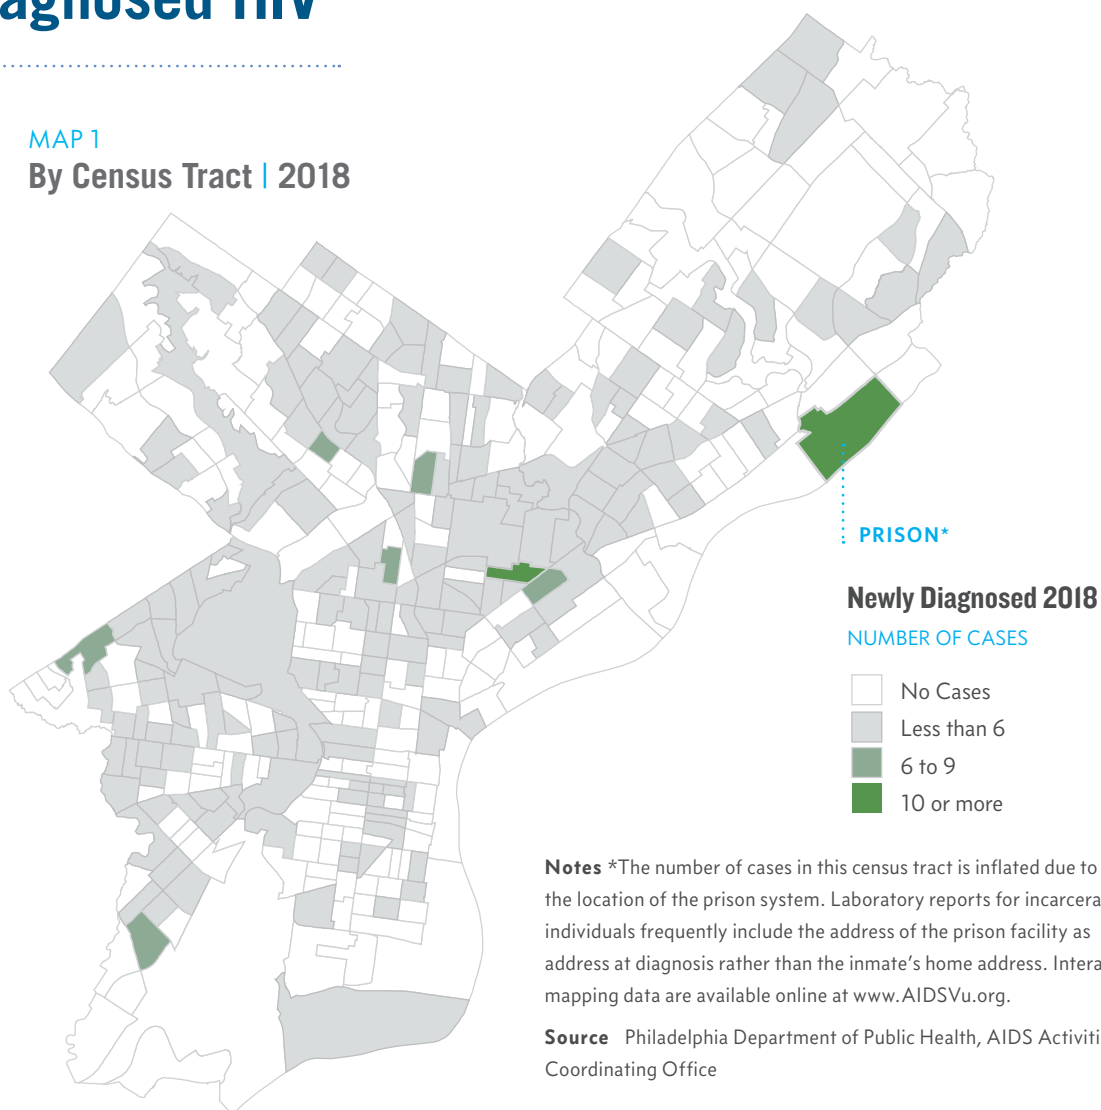 MAP 1
By Census Tract | 2018
PRISON*
Newly Diagnosed 2018
NUMBER OF CASES
No Cases
Less than 6
6 to 9
10 or more
Notes *The number of cases in this census tract is inflated due to
the location of the prison system. Laboratory reports for
individuals frequently include the address of the prison facility as
address at diagnosis rather than the inmate's home address.
mapping data are available online at www.AIDSVu.org.
Source Philadelphia Department of Public Health, AIDS
Coordinating Office